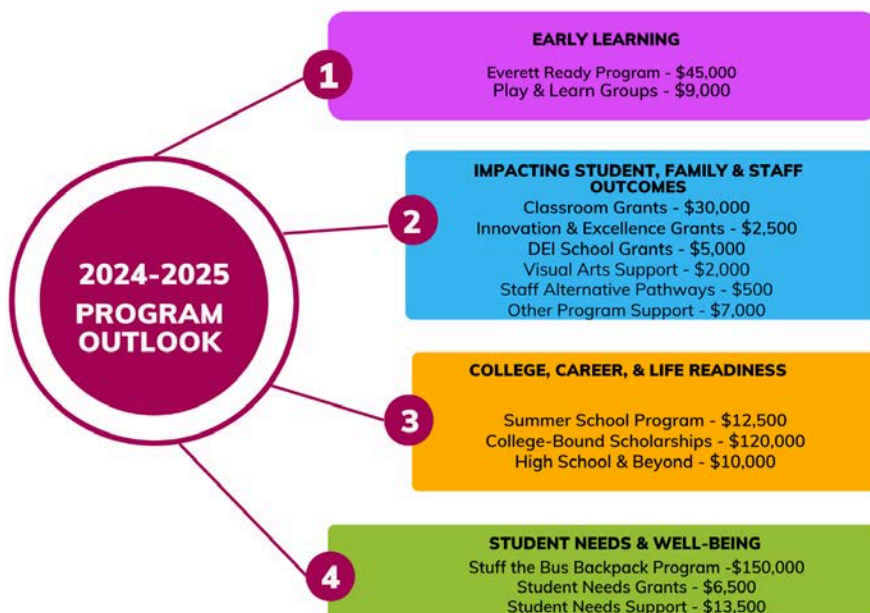 2024-2025
PROGRAM
OUTLOOK
1
EARLY LEARNING
Everett Ready Program - $45,000
Play & Learn Groups - $9,000
2
IMPACTING STUDENT, FAMILY & STAFF
OUTCOMES
Classroom Grants - $30,000
Innovation & Excellence Grants - $2,500
DEI School Grants - $5,000
Visual Arts Support - $2,000
Staff Alternative Pathways - $500
Other Program Support - $7,000
3
COLLEGE, CAREER, & LIFE READINESS
Summer School Program - $12,500
College-Bound Scholarships - $120,000
High School & Beyond - $10,000
4
STUDENT NEEDS & WELL-BEING
Stuff the Bus Backpack Program -$150,000
Student Needs Grants - $6,500
Student Needs Support - $13,500